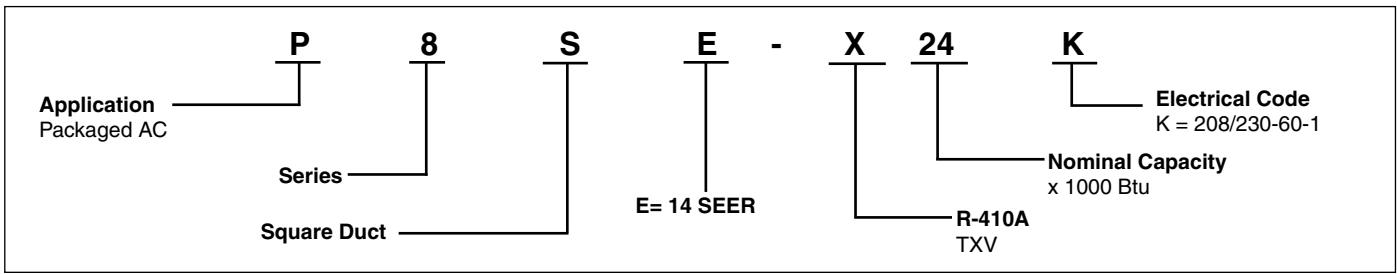 P 8 S E - X 24 K
Application
Packaged AC
Electrical Code
K = 208/230-60-1
Series
Nominal Capacity
x 1000 Btu
E= 14 SEER
Square Duct
R-410A
TXV